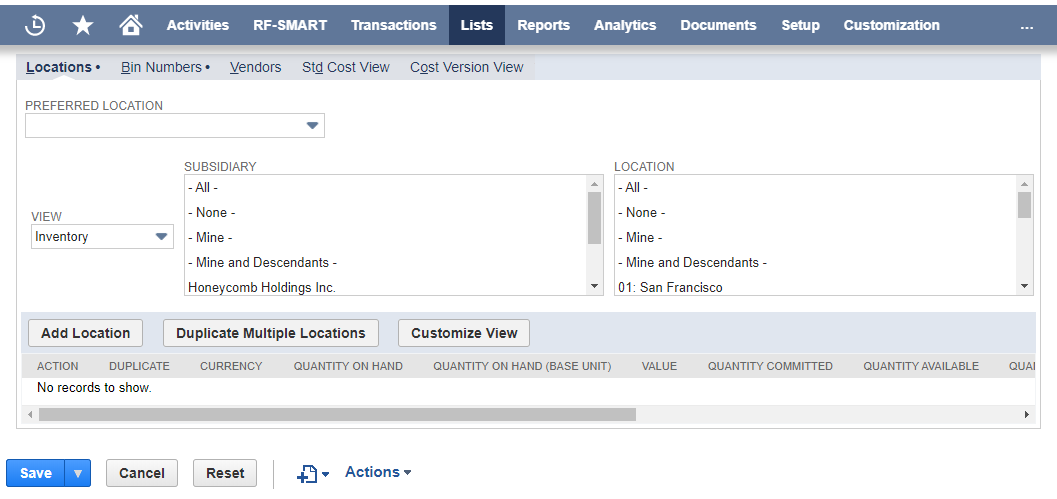 Activities RF-SMART Transactions Lists Reports Analytics Documents Setup Customization ...
Locations • Bin Numbers • Vendors Std Cost View Cost Version View
PREFERRED LOCATION
SUBSIDIARY LOCATION
- All - - All -
- None - - None -
VIEW
Inventory - Mine - - Mine -
- Mine and Descendants - - Mine and Descendants -
Honeycomb Holdings Inc. 01: San Francisco
Add Location Duplicate Multiple Locations Customize View
ACTION DUPLICATE CURRENCY QUANTITY ON HAND QUANTITY ON HAND (BASE UNIT) VALUE QUANTITY COMMITTED QUANTITY AVAILABLE QUA
No records to show.
Save Cancel Reset Actions